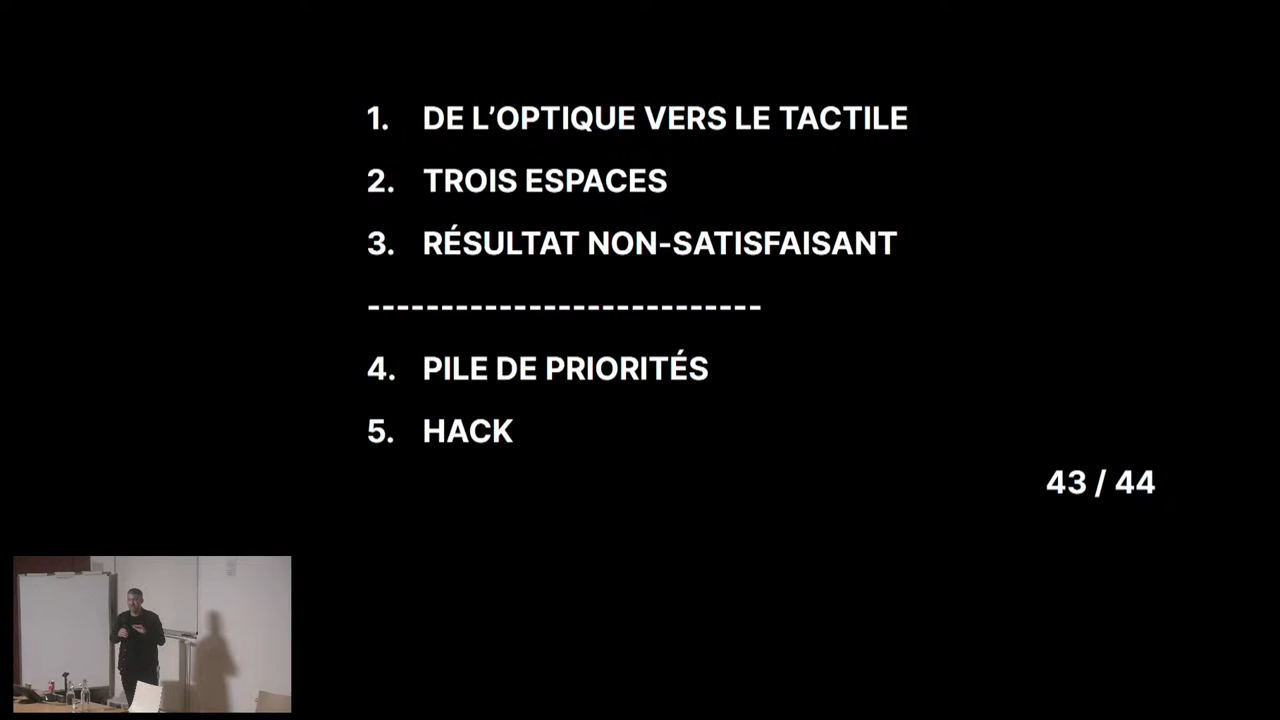 1. DE L’OPTIQUE VERS LE TACTILE
2. TROIS ESPACES
3. RÉSULTAT NON-SATISFAISANT
---------------------------
4. PILE DE PRIORITÉS
5. HACK
43 / 44